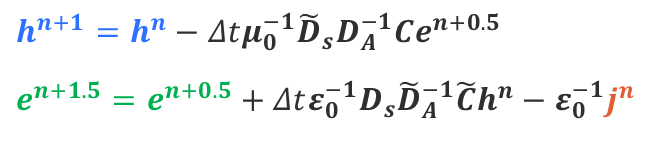 hⁿ⁺¹ = hⁿ − Δtμ₀⁻¹D̃ₛD_A⁻¹Ceⁿ⁺⁰·⁵
eⁿ⁺¹·⁵ = eⁿ⁺⁰·⁵ + Δtε₀⁻¹DₛD̃_A⁻¹C̃hⁿ − ε₀⁻¹jⁿ